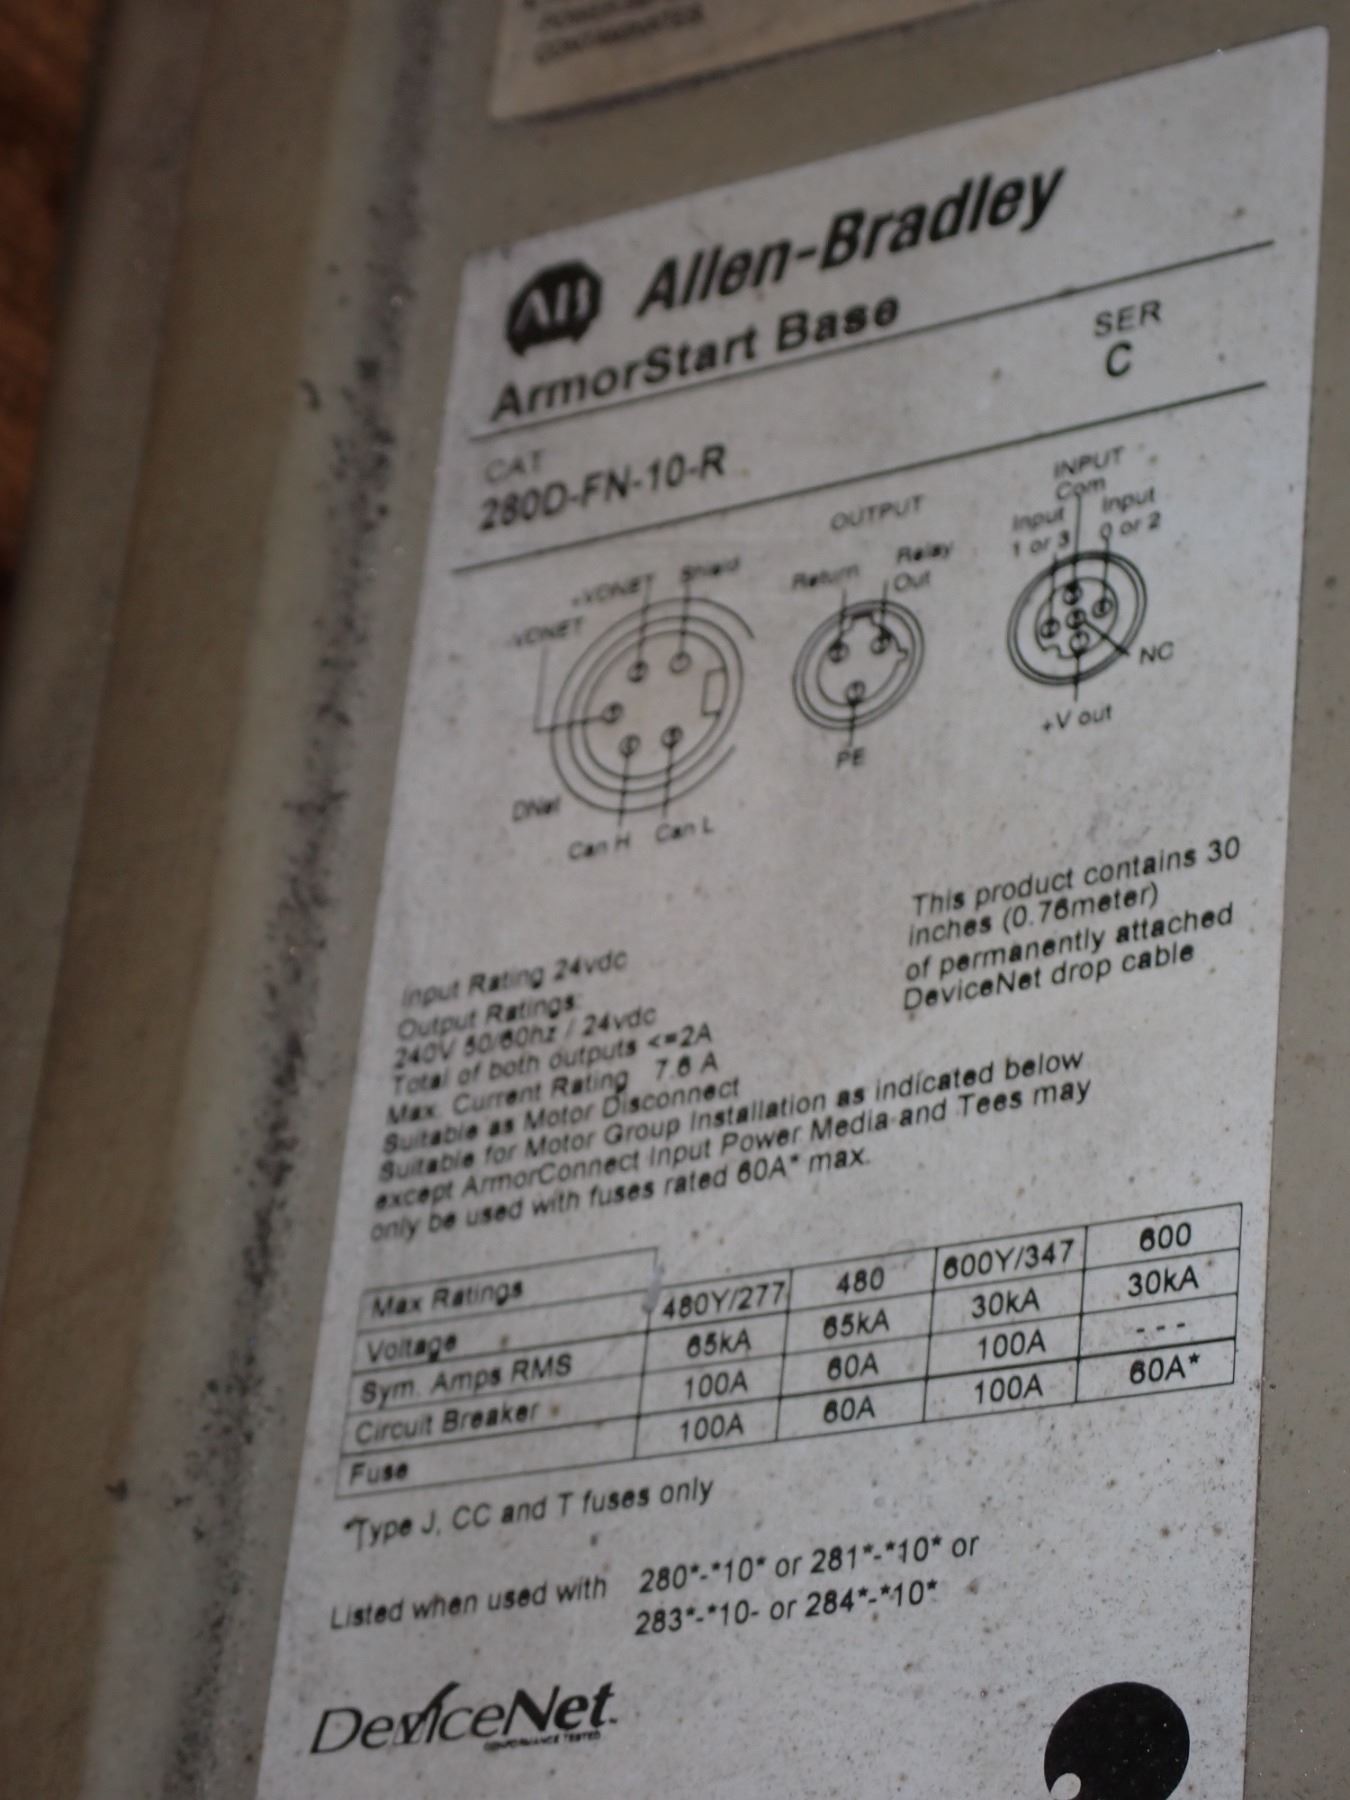 CONTAMINATED
AB Allen-Bradley
ArmorStart Base
SER
C
CAT
280D-FN-10-R
+VDNET Shield
-VDNET
DNet
Can H Can L
OUTPUT
Return Relay
Out
PE
INPUT
Com
Input Input
1 or 3 0 or 2
NC
+V out
This product contains 30
inches (0.76meter)
of permanently attached
DeviceNet drop cable
Input Rating 24vdc
Output Ratings:
240V 50/60hz / 24vdc
Total of both outputs <=2A
Max. Current Rating 7.6 A
Suitable as Motor Disconnect
Suitable for Motor Group Installation as indicated below
except ArmorConnect Input Power Media and Tees may
only be used with fuses rated 60A* max.
Max Ratings
Voltage 480Y/277 480 600Y/347 600
Sym. Amps RMS 65kA 65kA 30kA 30kA
Circuit Breaker 100A 60A 100A ---
Fuse 100A 60A 100A 60A*
*Type J, CC and T fuses only
Listed when used with 280*-*10* or 281*-*10* or
283*-*10- or 284*-*10*
DeviceNet™
CONFORMANCE TESTED